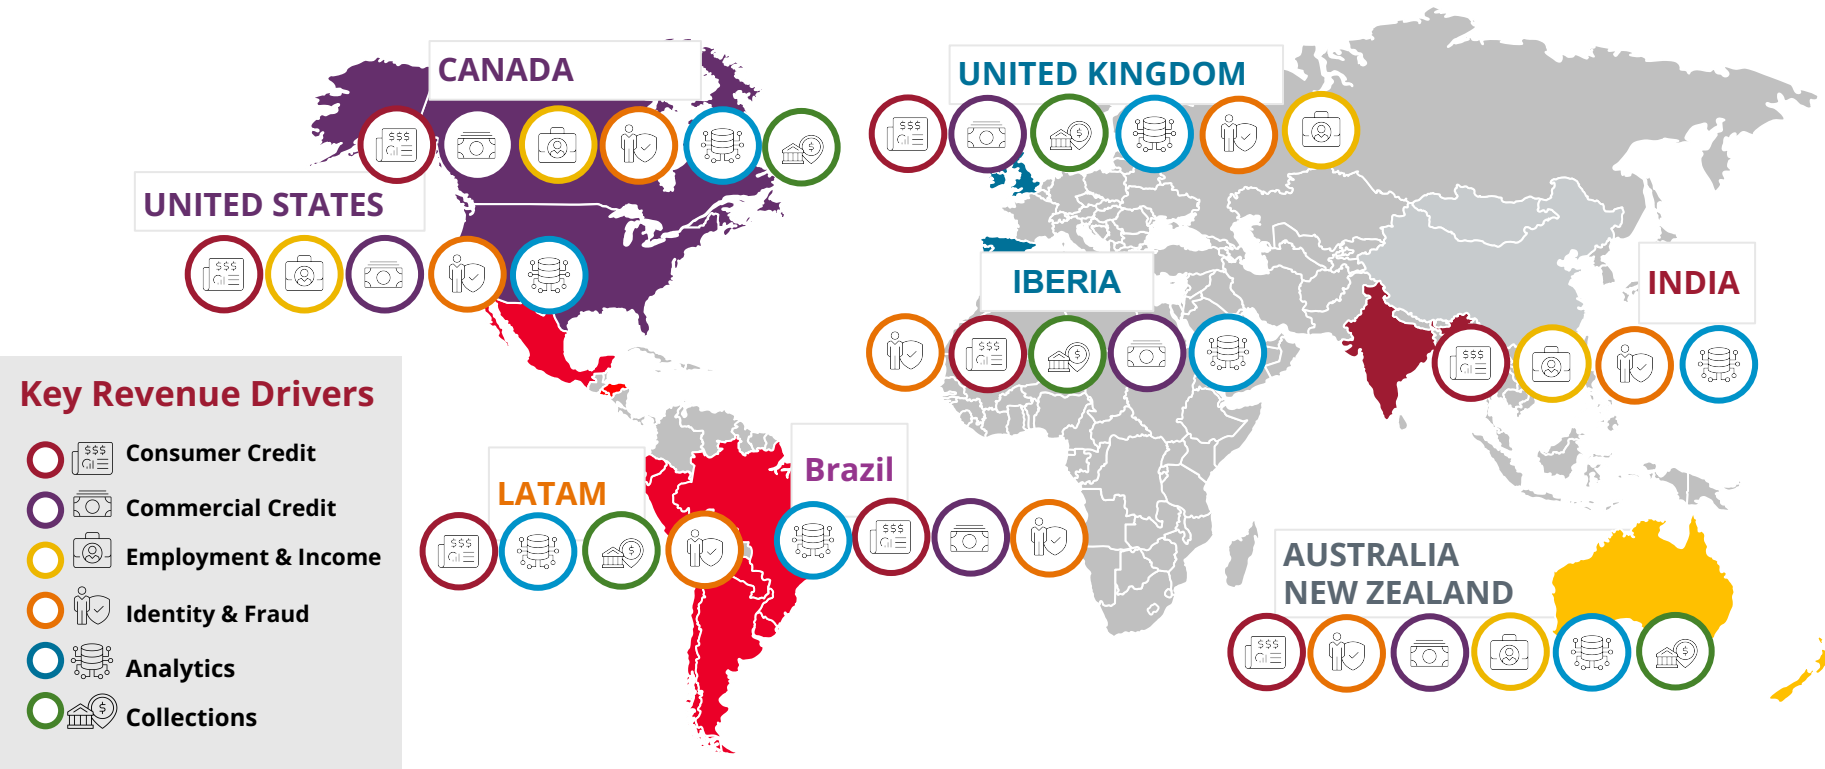 CANADA
UNITED KINGDOM
UNITED STATES
IBERIA
INDIA
Key Revenue Drivers
$$$ Consumer Credit
Commercial Credit
Employment & Income
Identity & Fraud
Analytics
$ Collections
LATAM
Brazil
AUSTRALIA
NEW ZEALAND